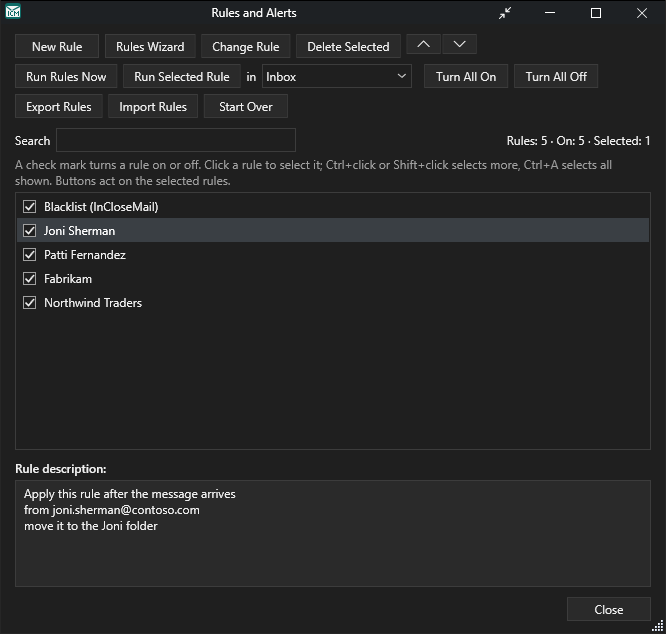 ICM
Rules and Alerts
New Rule
Rules Wizard
Change Rule
Delete Selected
Run Rules Now
Run Selected Rule
in
Inbox
Turn All On
Turn All Off
Export Rules
Import Rules
Start Over
Search
Rules: 5 · On: 5 · Selected: 1
A check mark turns a rule on or off. Click a rule to select it; Ctrl+click or Shift+click selects more, Ctrl+A selects all
shown. Buttons act on the selected rules.
Blacklist (InCloseMail)
Joni Sherman
Patti Fernandez
Fabrikam
Northwind Traders
Rule description:
Apply this rule after the message arrives
from joni.sherman@contoso.com
move it to the Joni folder
Close